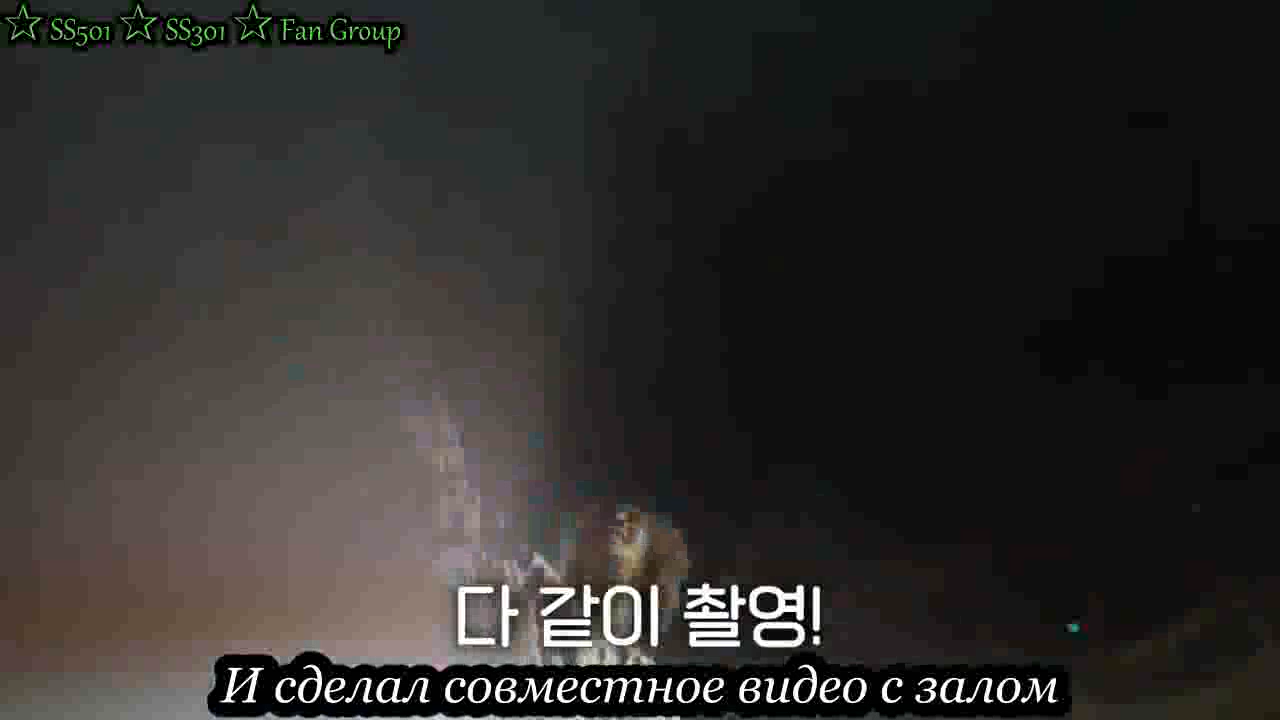 ☆ SS501 ☆ SS301 ☆ Fan Group
다 같이 촬영!
И сделал совместное видео с залом